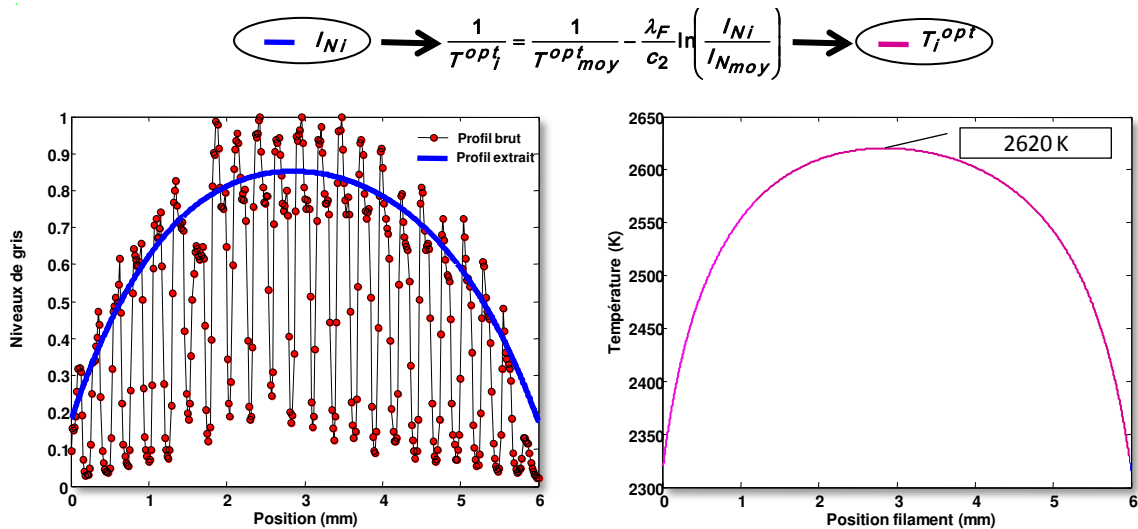 I_Ni → 1/T^opt_i = 1/T^opt_moy − λ_F/c_2 ln(I_Ni/I_Nmoy) → T_i^opt
Niveaux de gris
1
0.9
0.8
0.7
0.6
0.5
0.4
0.3
0.2
0.1
0
Profil brut
Profil extrait
0 1 2 3 4 5 6
Position (mm)
Température (K)
2650
2600
2550
2500
2450
2400
2350
2300
2620 K
0 1 2 3 4 5 6
Position filament (mm)